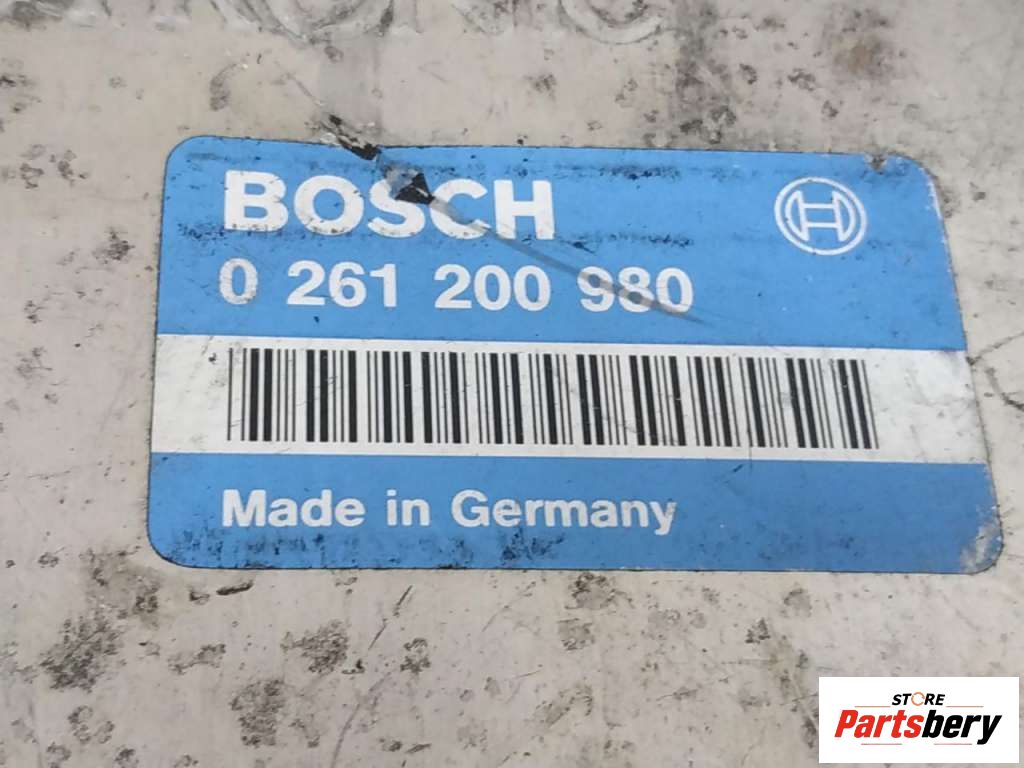 BOSCH
0 261 200 980
Made in Germany
STORE
Partsbery